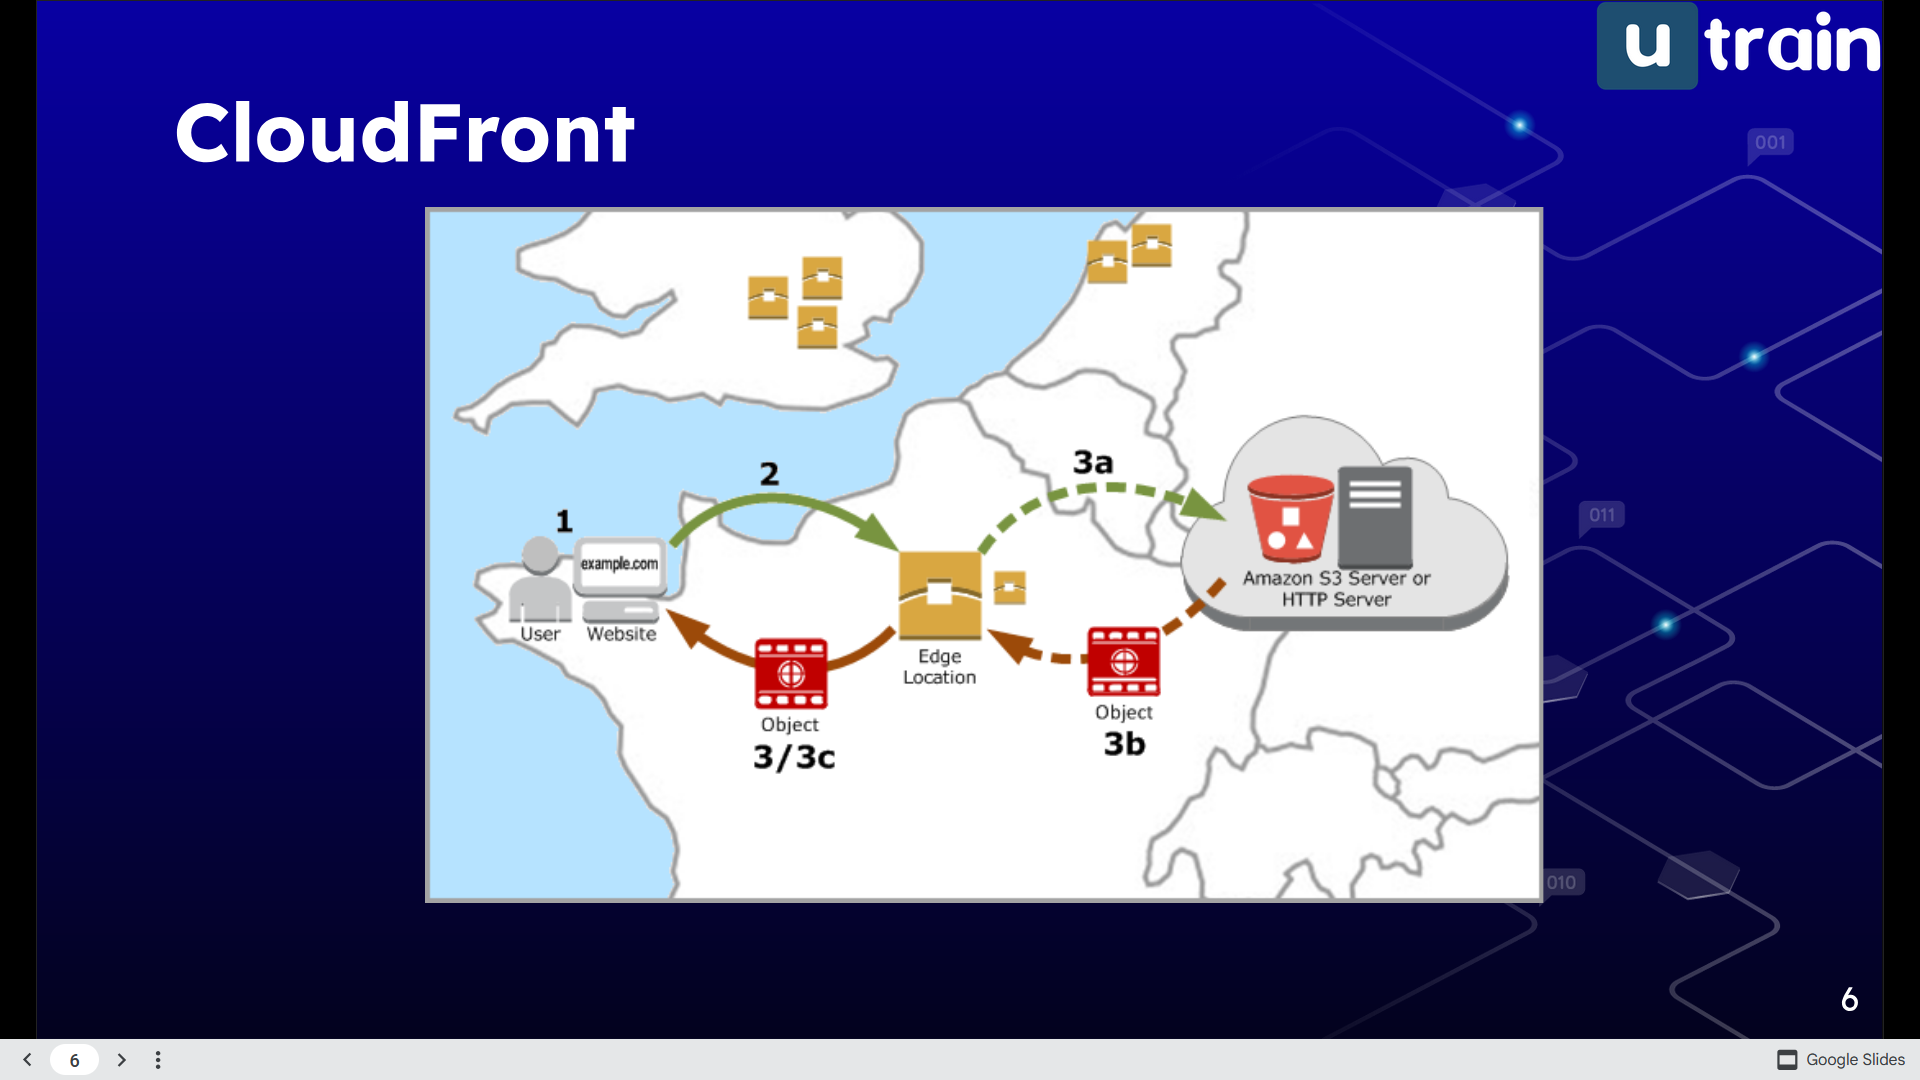 u train
CloudFront
001
2
3a
1
example.com
011
Amazon S3 Server or
HTTP Server
User
Website
Edge
Location
Object
3/3c
Object
3b
010
6
6
Google Slides